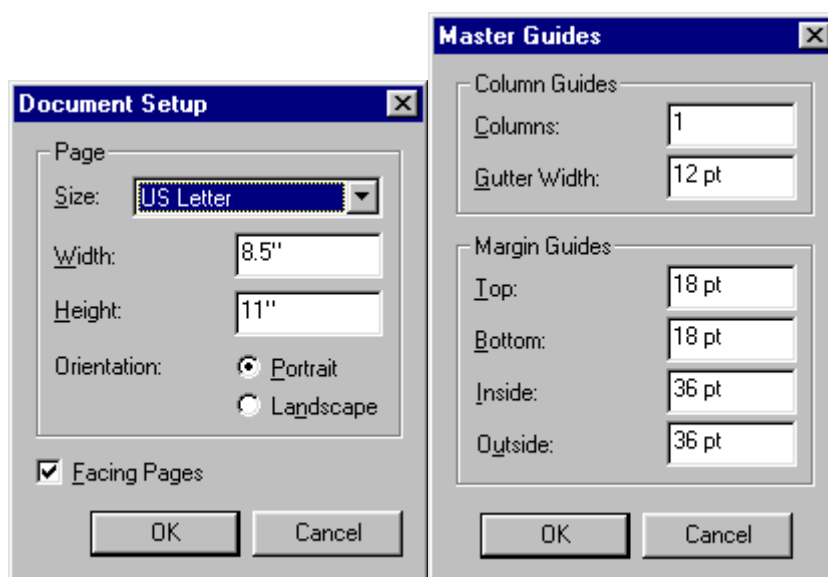 Document Setup
Page
Size: US Letter
Width: 8.5"
Height: 11"
Orientation: Portrait
Landscape
Facing Pages
OK Cancel
Master Guides
Column Guides
Columns: 1
Gutter Width: 12 pt
Margin Guides
Top: 18 pt
Bottom: 18 pt
Inside: 36 pt
Outside: 36 pt
OK Cancel